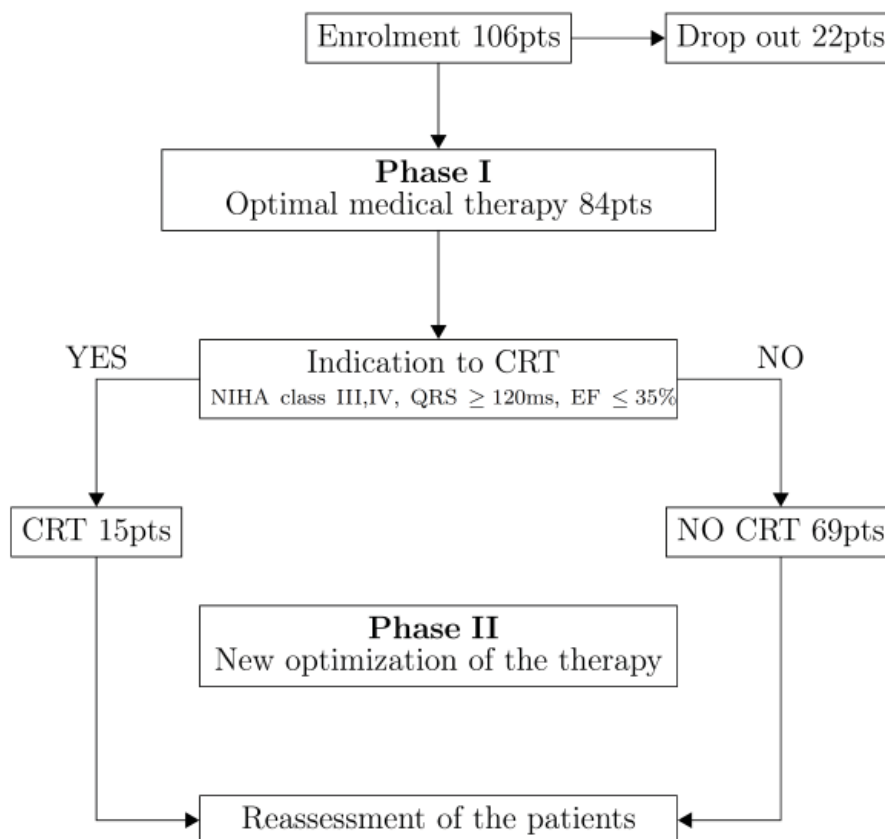 Enrolment 106pts
Drop out 22pts
Phase I
Optimal medical therapy 84pts
YES
Indication to CRT
NO
NIHA class III,IV, QRS ≥ 120ms, EF ≤ 35%
CRT 15pts
NO CRT 69pts
Phase II
New optimization of the therapy
Reassessment of the patients